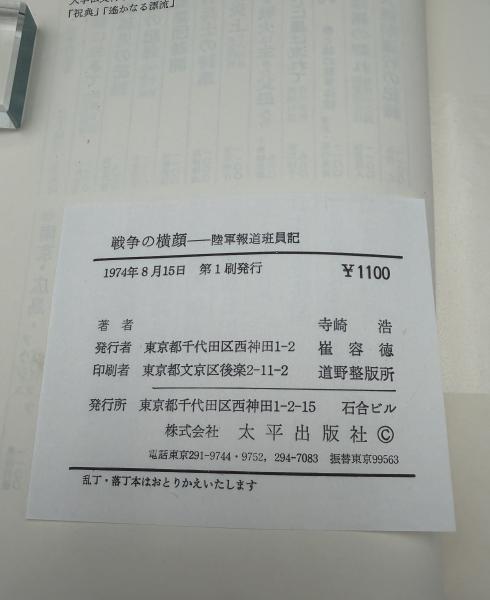 「祝典」「遙かなる漂流」
戦争の横顔——陸軍報道班員記
1974年8月15日 第1刷発行 ¥1100
著者 寺崎 浩
発行者 東京都千代田区西神田1-2 崔容徳
印刷者 東京都文京区後楽2-11-2 道野整版所
発行所 東京都千代田区西神田1-2-15 石合ビル
株式会社 太平出版社 ©
電話東京291-9744・9752, 294-7083 振替東京99563
乱丁・落丁本はおとりかえいたします